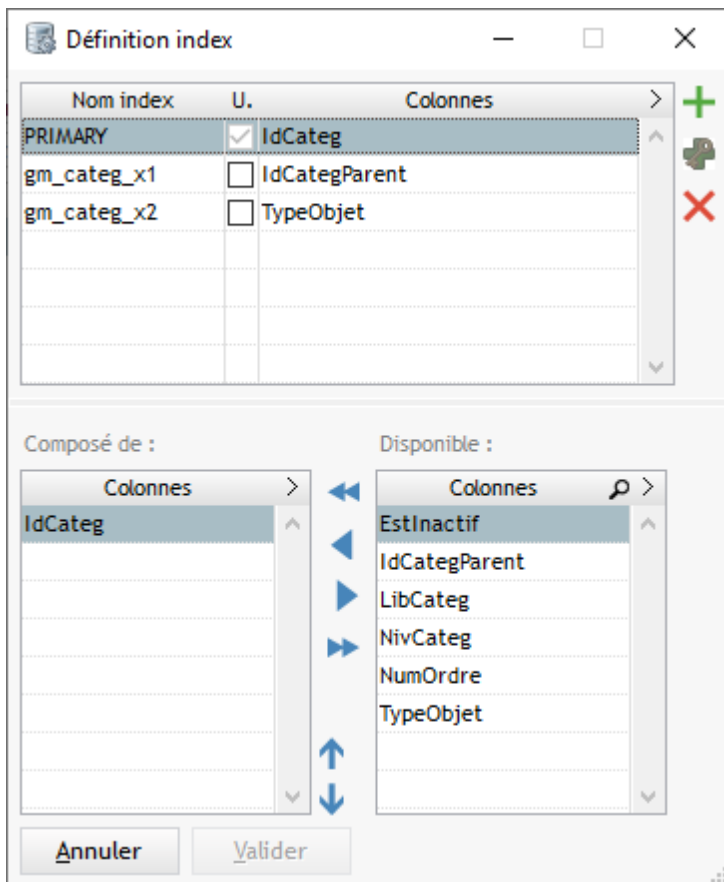 Définition index
Nom index U. Colonnes >
PRIMARY IdCateg
gm_categ_x1 IdCategParent
gm_categ_x2 TypeObjet
Composé de : Disponible :
Colonnes > Colonnes >
IdCateg EstInactif
IdCategParent
LibCateg
NivCateg
NumOrdre
TypeObjet
Annuler Valider